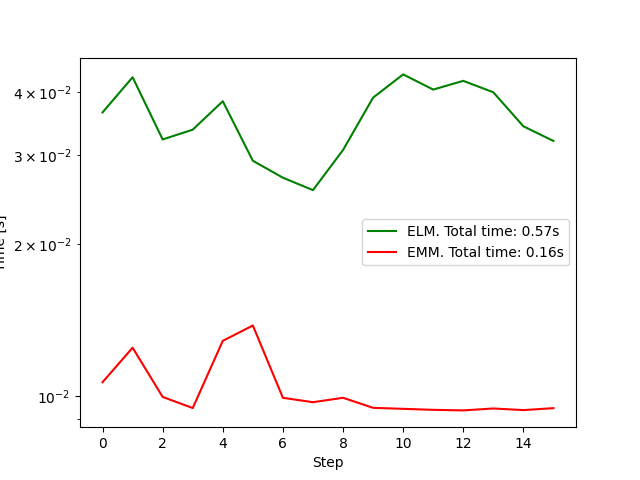 4 × 10⁻²
3 × 10⁻²
2 × 10⁻²
10⁻²
Time [s]
ELM. Total time: 0.57s
EMM. Total time: 0.16s
0 2 4 6 8 10 12 14
Step